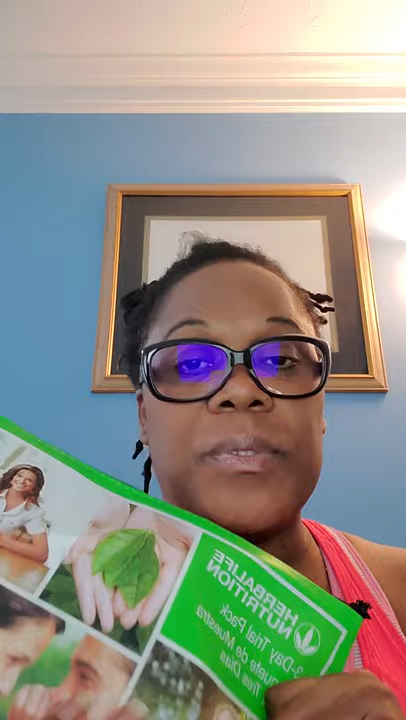 HERBALIFE
NUTRITION
3-Day Trial Pack
Paquete de Muestra
Tres Días